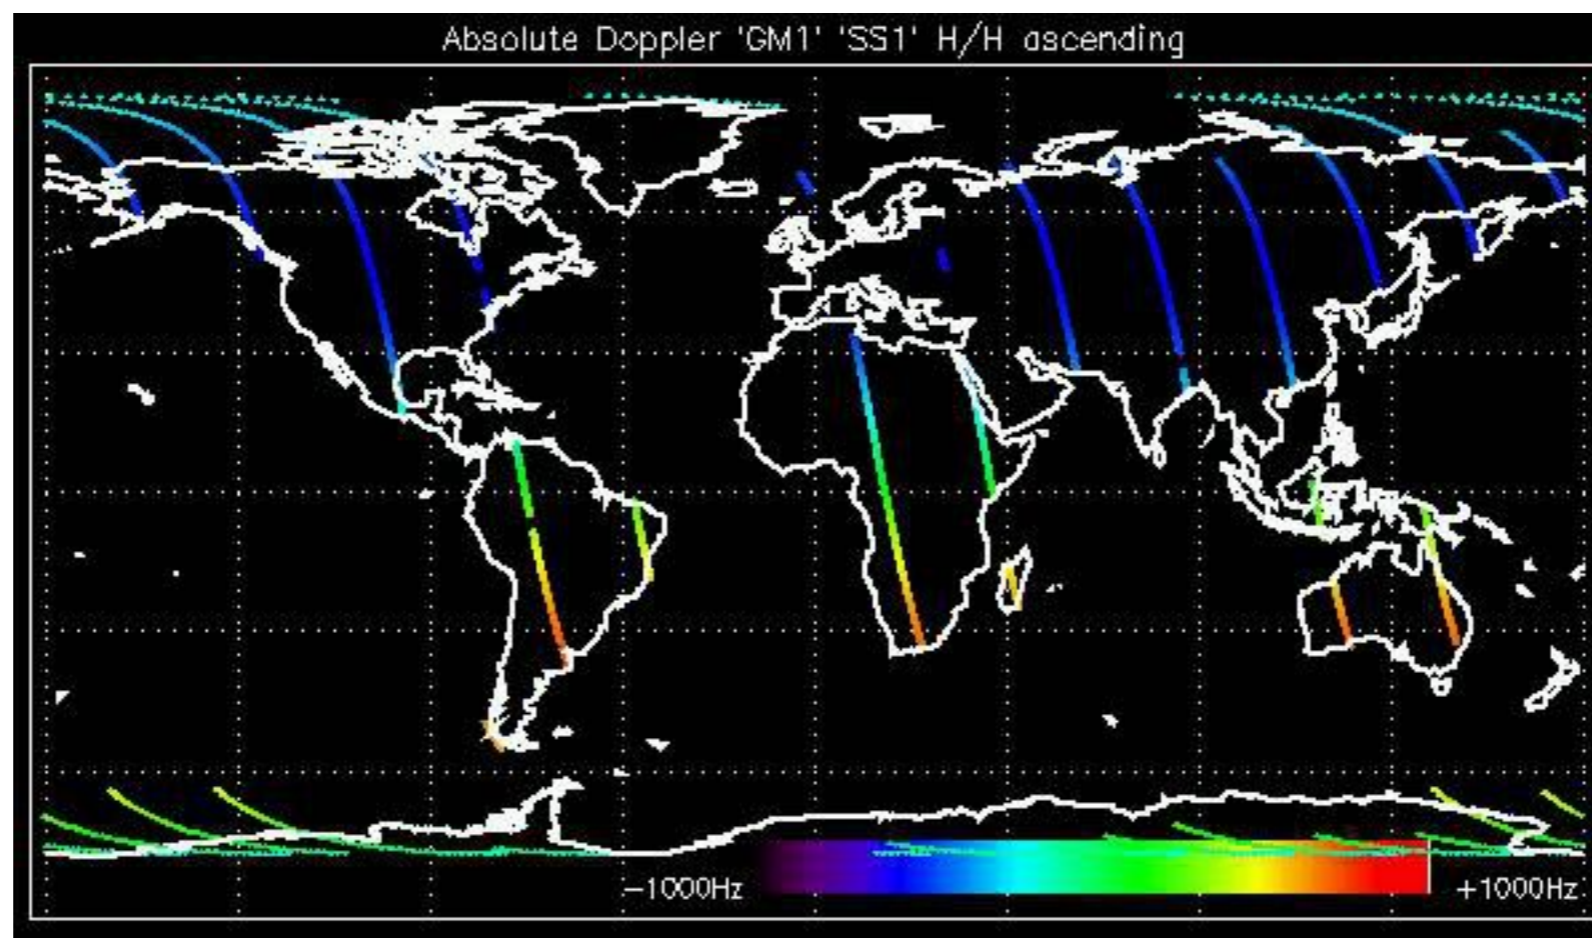 Absolute Doppler 'GM1' 'SS1' H/H ascending
−1000Hz +1000Hz